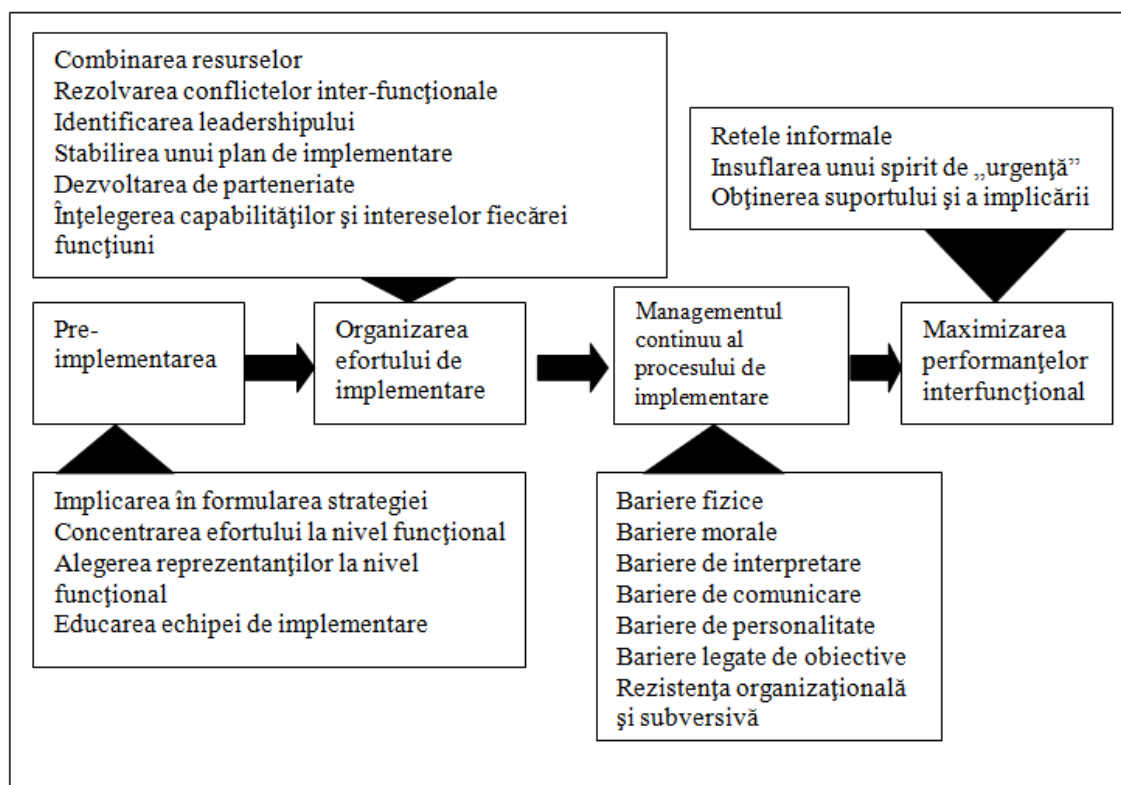 Combinarea resurselor
Rezolvarea conflictelor inter-funcţionale
Identificarea leadershipului
Stabilirea unui plan de implementare
Dezvoltarea de parteneriate
Înţelegerea capabilităţilor şi intereselor fiecărei
funcţiuni
Retele informale
Insuflarea unui spirit de „urgenţă”
Obţinerea suportului şi a implicării
Pre-
implementarea
Organizarea
efortului de
implementare
Managementul
continuu al
procesului de
implementare
Maximizarea
performanţelor
interfuncţional
Implicarea în formularea strategiei
Concentrarea efortului la nivel funcţional
Alegerea reprezentanţilor la nivel
funcţional
Educarea echipei de implementare
Bariere fizice
Bariere morale
Bariere de interpretare
Bariere de comunicare
Bariere de personalitate
Bariere legate de obiective
Rezistenţa organizaţională
şi subversivă